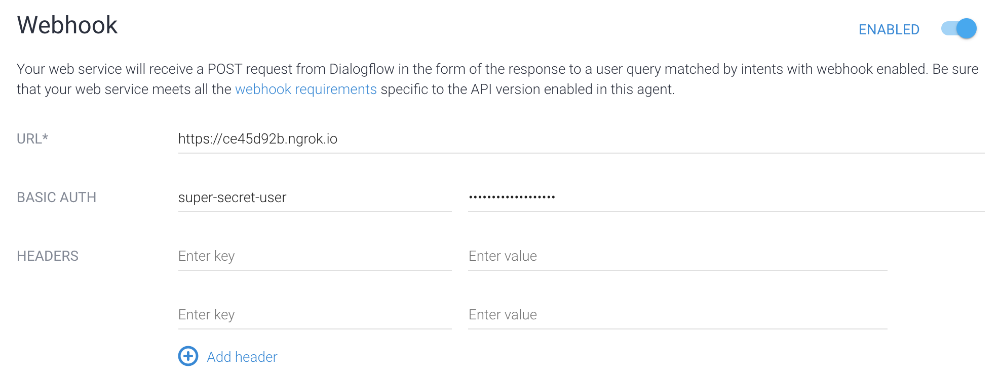 Webhook
ENABLED
Your web service will receive a POST request from Dialogflow in the form of the response to a user query matched by intents with webhook enabled. Be sure
that your web service meets all the webhook requirements specific to the API version enabled in this agent.
URL* https://ce45d92b.ngrok.io
BASIC AUTH super-secret-user •••••••••••••••••••
HEADERS Enter key Enter value
Enter key Enter value
Add header